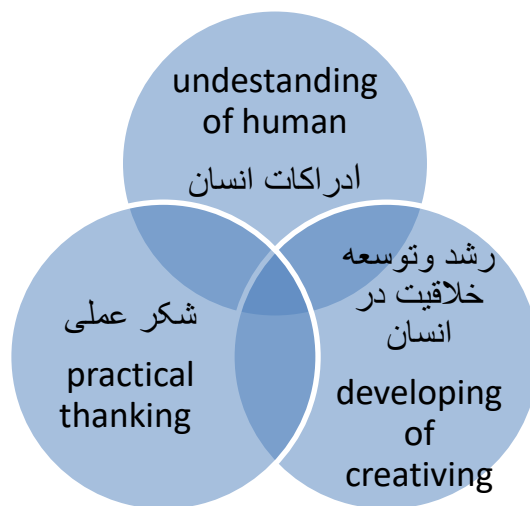 undestanding
of human
ادراکات انسان
شکر عملی
practical
thanking
رشد وتوسعه
خلاقیت در
انسان
developing
of
creativing